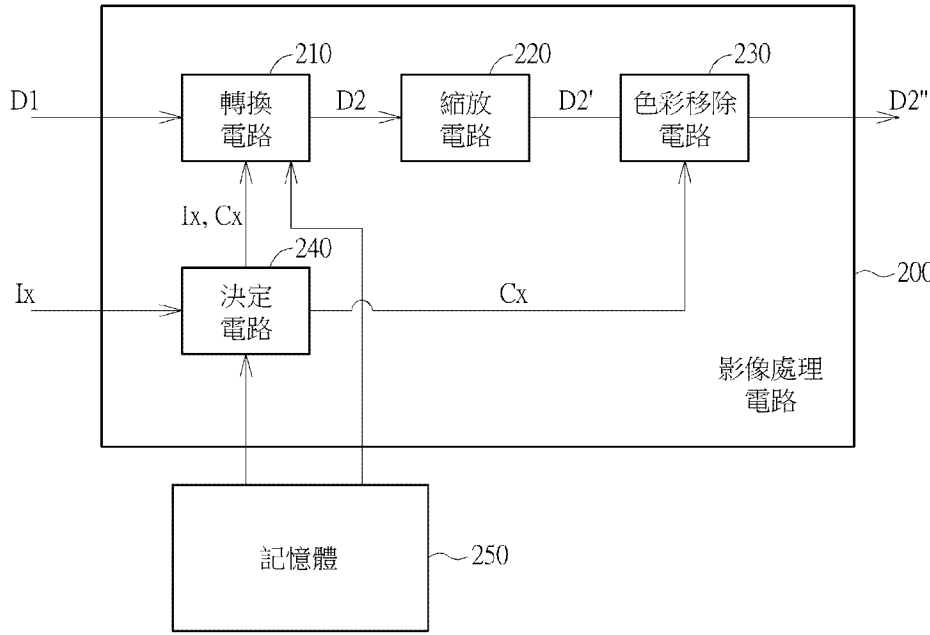 210
220
230
D1
轉換
電路
D2
縮放
電路
D2'
色彩移除
電路
D2"
Ix, Cx
240
Ix
決定
電路
Cx
200
影像處理
電路
記憶體
250